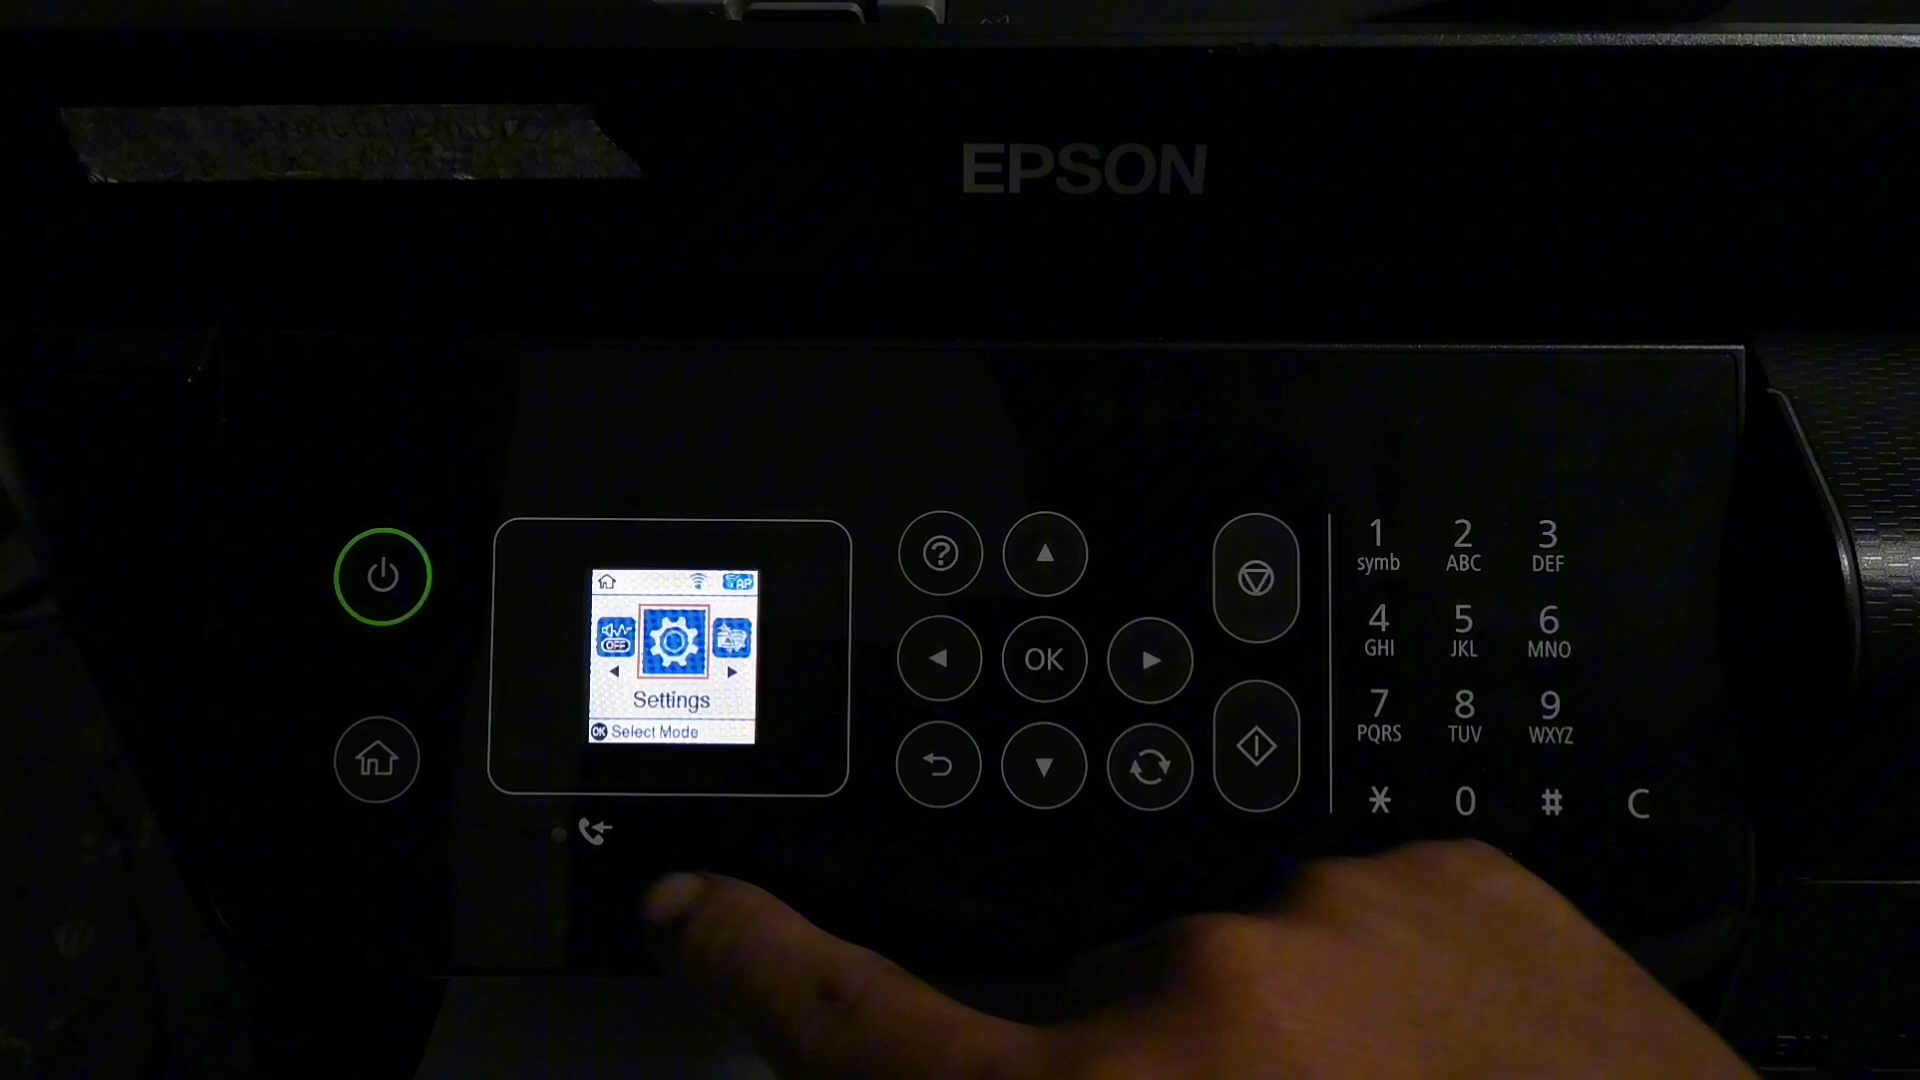 EPSON
AP
OFF
Settings
OK Select Mode
?
OK
1 2 3
symb ABC DEF
4 5 6
GHI JKL MNO
7 8 9
PQRS TUV WXYZ
* 0 # C